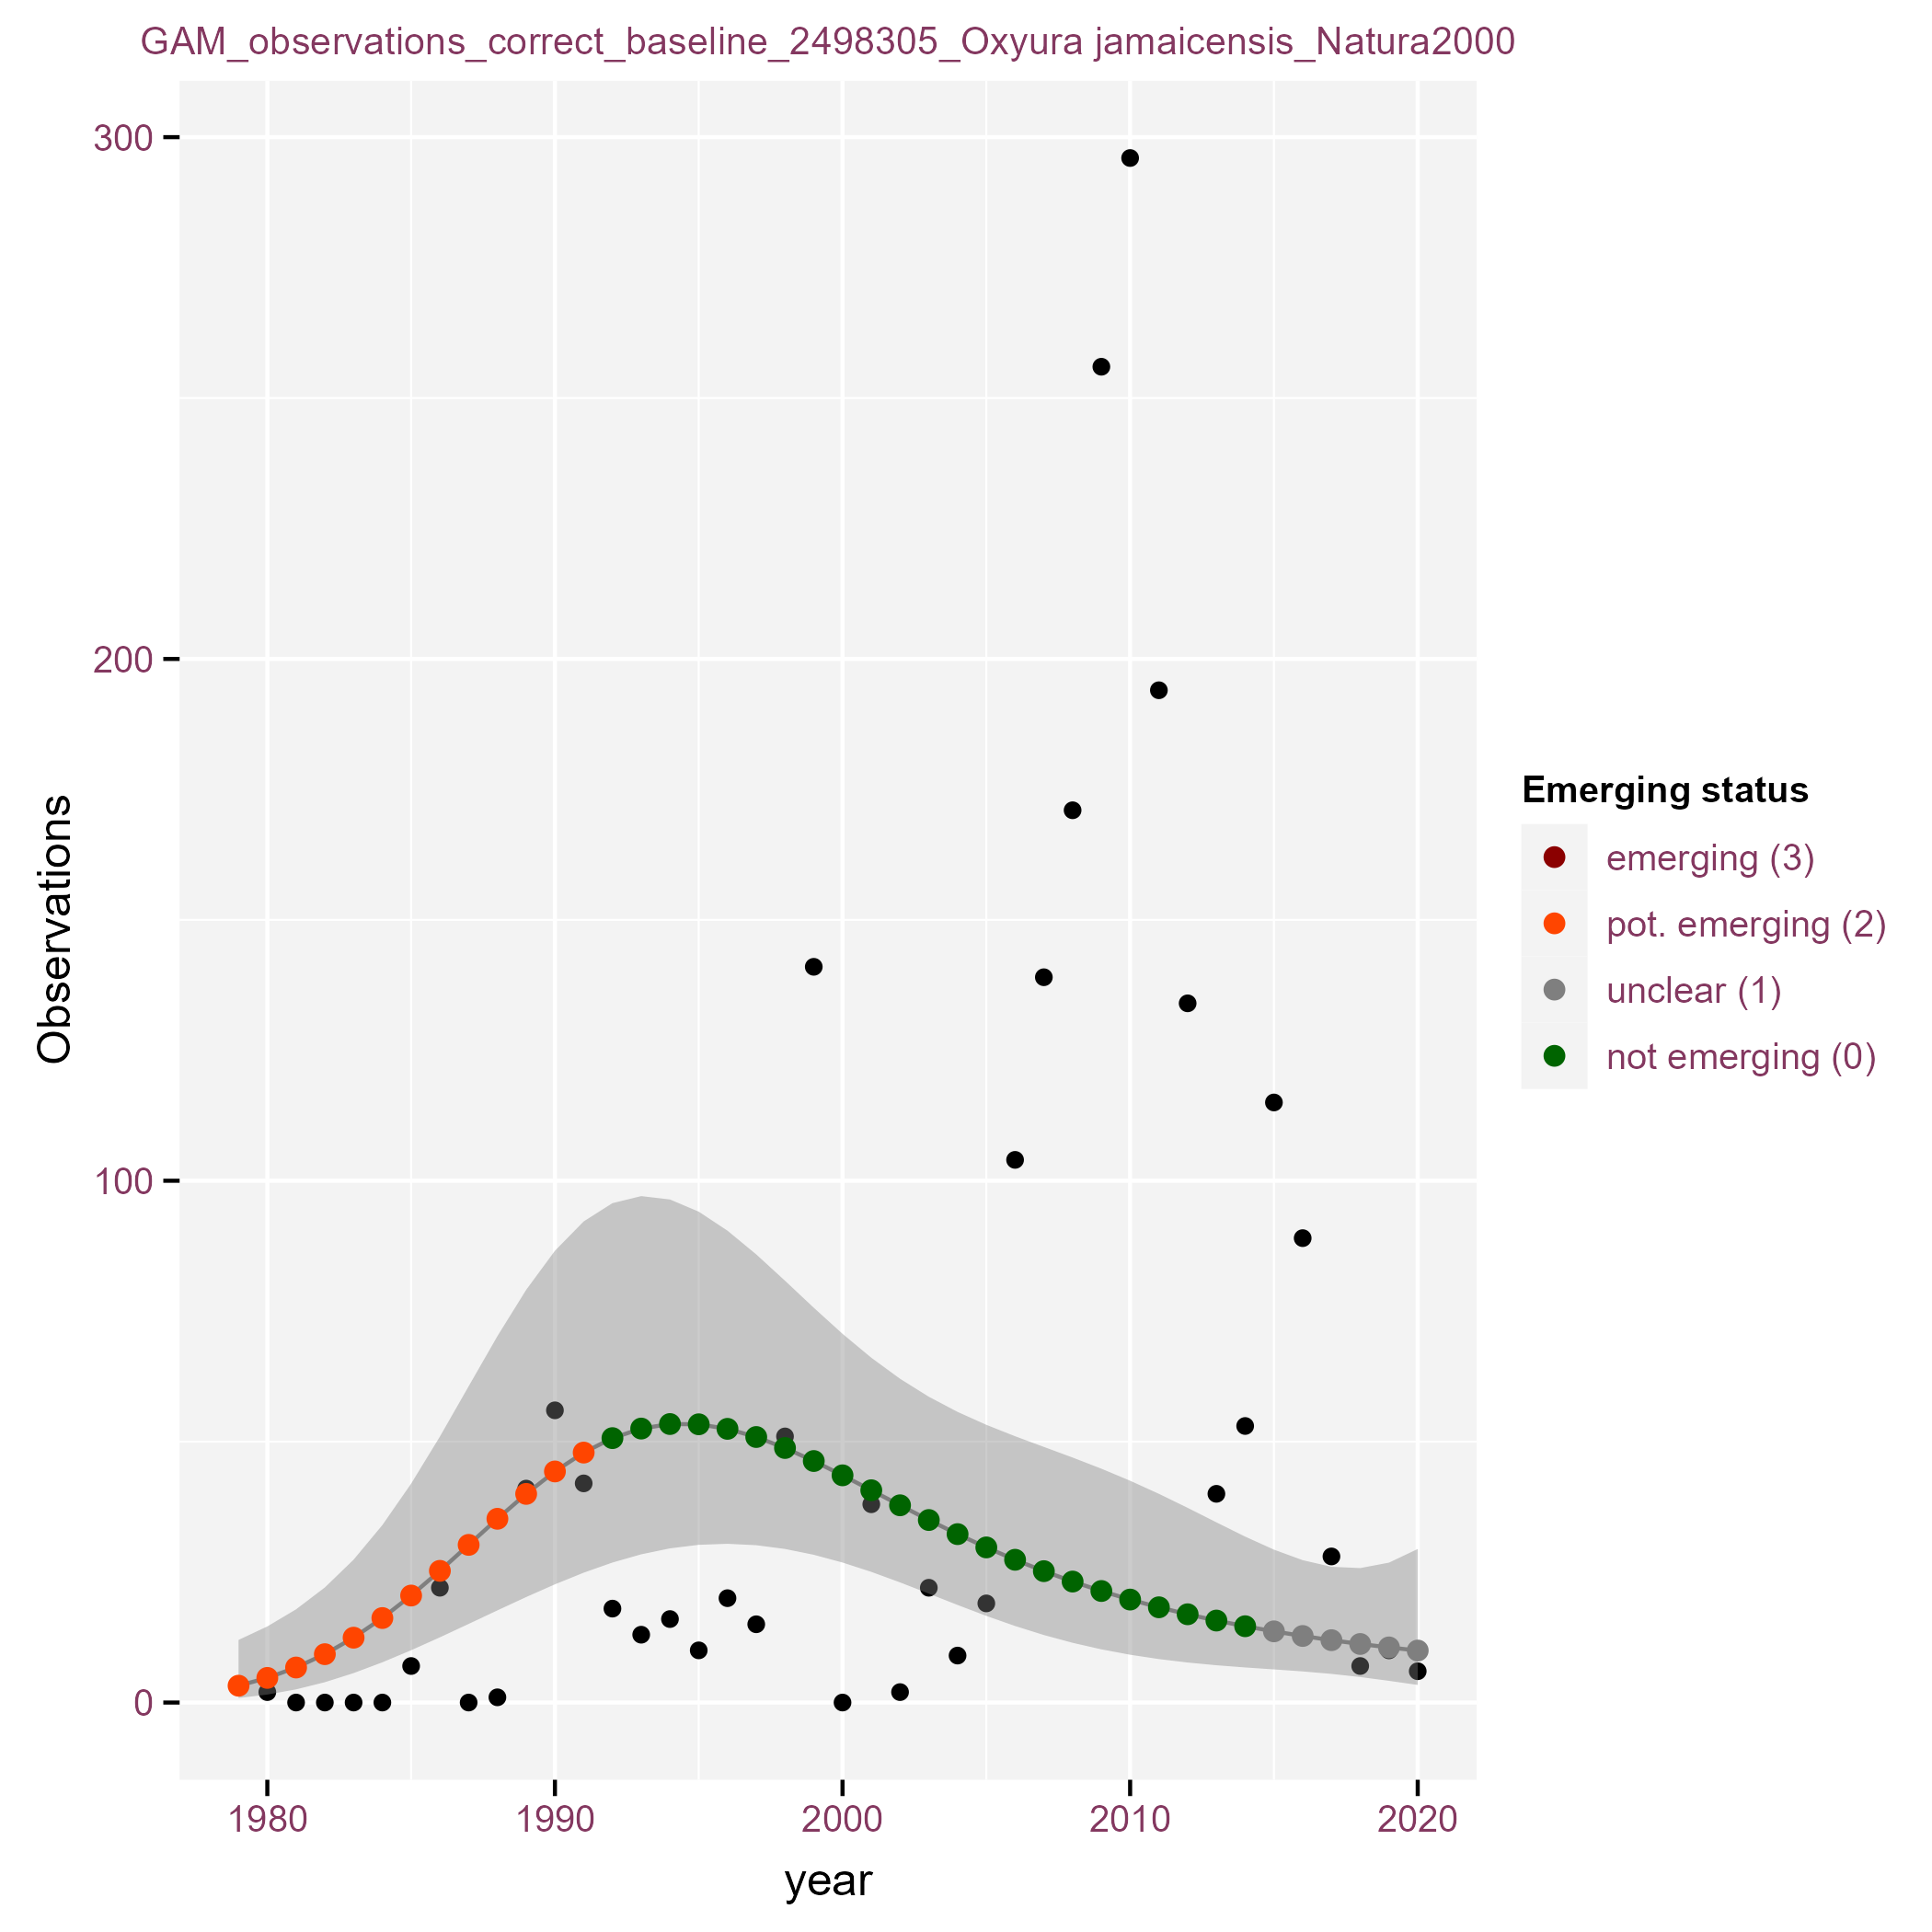 GAM_observations_correct_baseline_2498305_Oxyura jamaicensis_Natura2000
300
200
100
0
Observations
1980 1990 2000 2010 2020
year
Emerging status
emerging (3)
pot. emerging (2)
unclear (1)
not emerging (0)